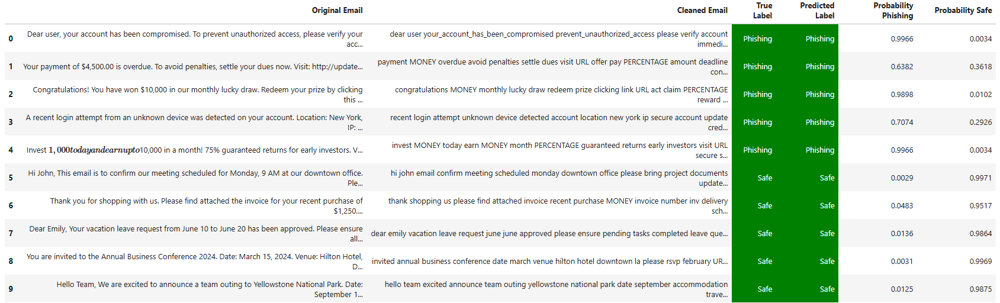 Original Email Cleaned Email True Label Predicted Label Probability Phishing Probability Safe
0 Dear user, your account has been compromised. To prevent unauthorized access, please verify your acc... dear user your_account_has_been_compromised prevent_unauthorized_access please verify account immedi... Phishing Phishing 0.9966 0.0034
1 Your payment of $4,500.00 is overdue. To avoid penalties, settle your dues now. Visit: http://update... payment MONEY overdue avoid penalties settle dues visit URL offer pay PERCENTAGE amount deadline con... Phishing Phishing 0.6382 0.3618
2 Congratulations! You have won $10,000 in our monthly lucky draw. Redeem your prize by clicking this ... congratulations MONEY monthly lucky draw redeem prize clicking link URL act claim PERCENTAGE reward ... Phishing Phishing 0.9898 0.0102
3 A recent login attempt from an unknown device was detected on your account. Location: New York, IP: ... recent login attempt unknown device detected account location new york ip secure account update cred... Phishing Phishing 0.7074 0.2926
4 Invest 1,000todayandearnupto10,000 in a month! 75% guaranteed returns for early investors. V... invest MONEY today earn MONEY month PERCENTAGE guaranteed returns early investors visit URL secure s... Phishing Phishing 0.9966 0.0034
5 Hi John, This email is to confirm our meeting scheduled for Monday, 9 AM at our downtown office. Ple... hi john email confirm meeting scheduled monday downtown office please bring project documents update... Safe Safe 0.0029 0.9971
6 Thank you for shopping with us. Please find attached the invoice for your recent purchase of $1,250.... thank shopping us please find attached invoice recent purchase MONEY invoice number inv delivery sch... Safe Safe 0.0483 0.9517
7 Dear Emily, Your vacation leave request from June 10 to June 20 has been approved. Please ensure all... dear emily vacation leave request june june approved please ensure pending tasks completed leave que... Safe Safe 0.0136 0.9864
8 You are invited to the Annual Business Conference 2024. Date: March 15, 2024. Venue: Hilton Hotel, D... invited annual business conference date march venue hilton hotel downtown la please rsvp february UR... Safe Safe 0.0031 0.9969
9 Hello Team, We are excited to announce a team outing to Yellowstone National Park. Date: September 1... hello team excited announce team outing yellowstone national park date september accommodation trave... Safe Safe 0.0125 0.9875